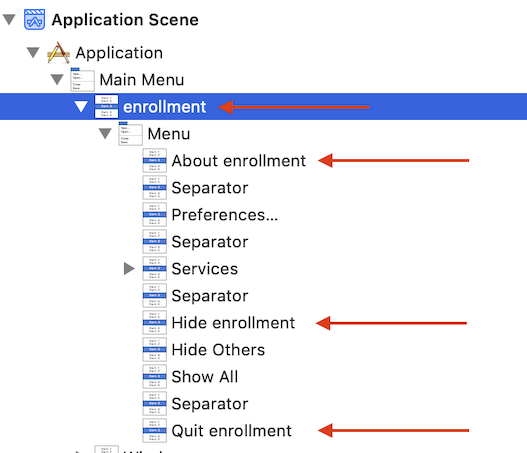 Application Scene
Application
Main Menu
enrollment
Menu
About enrollment
Separator
Preferences...
Separator
Services
Separator
Hide enrollment
Hide Others
Show All
Separator
Quit enrollment